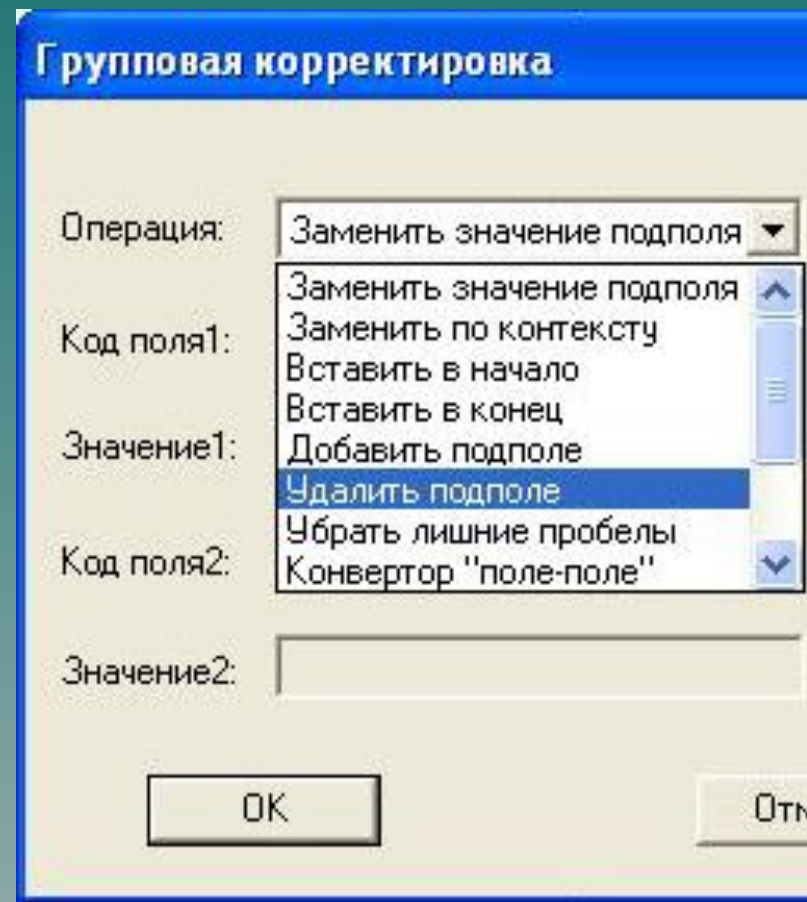 Групповая корректировка
Операция:
Заменить значение подполя
Заменить значение подполя
Заменить по контексту
Код поля1:
Вставить в начало
Вставить в конец
Значение1:
Добавить подполе
Удалить подполе
Убрать лишние пробелы
Код поля2:
Конвертор "поле-поле"
Значение2:
OK